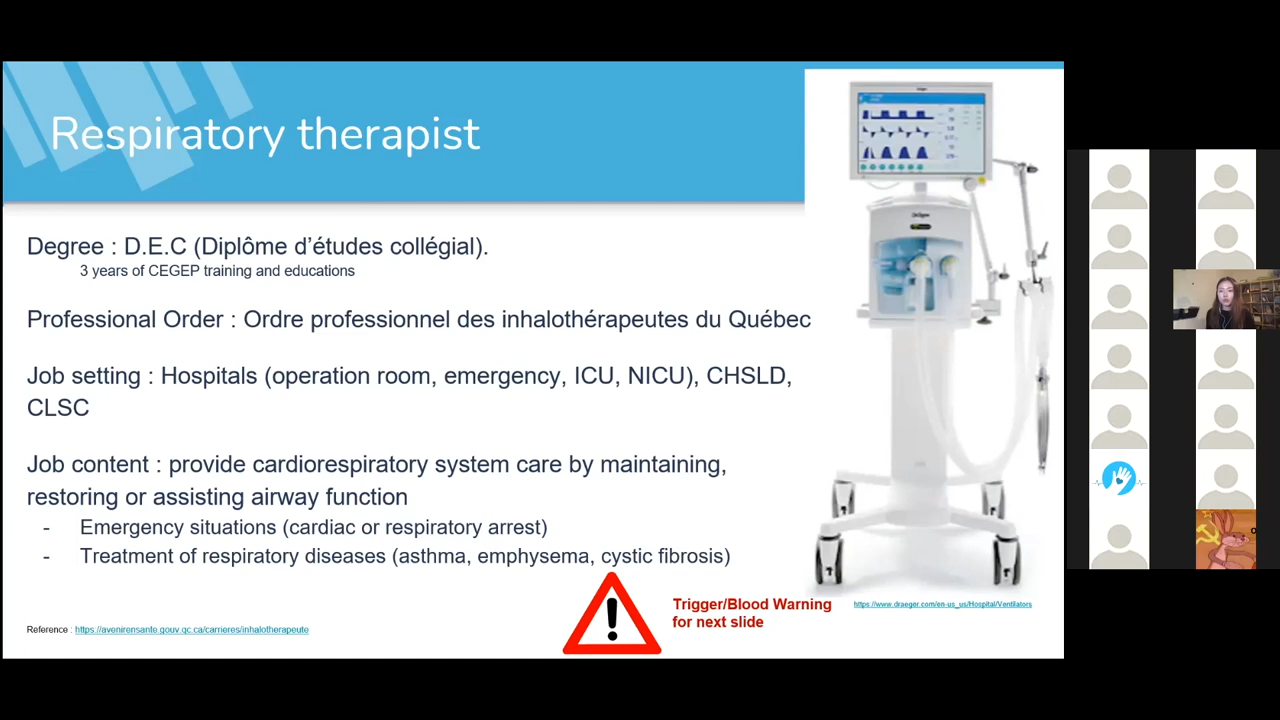 Respiratory therapist
Degree : D.E.C (Diplôme d'études collégial).
3 years of CEGEP training and educations
Professional Order : Ordre professionnel des inhalothérapeutes du Québec
Job setting : Hospitals (operation room, emergency, ICU, NICU), CHSLD,
CLSC
Job content : provide cardiorespiratory system care by maintaining,
restoring or assisting airway function
- Emergency situations (cardiac or respiratory arrest)
- Treatment of respiratory diseases (asthma, emphysema, cystic fibrosis)
Trigger/Blood Warning
for next slide
https://www.draeger.com/en-us_us/Hospital/Ventilators
Reference : https://avenirensante.gouv.qc.ca/carrieres/inhalotherapeute